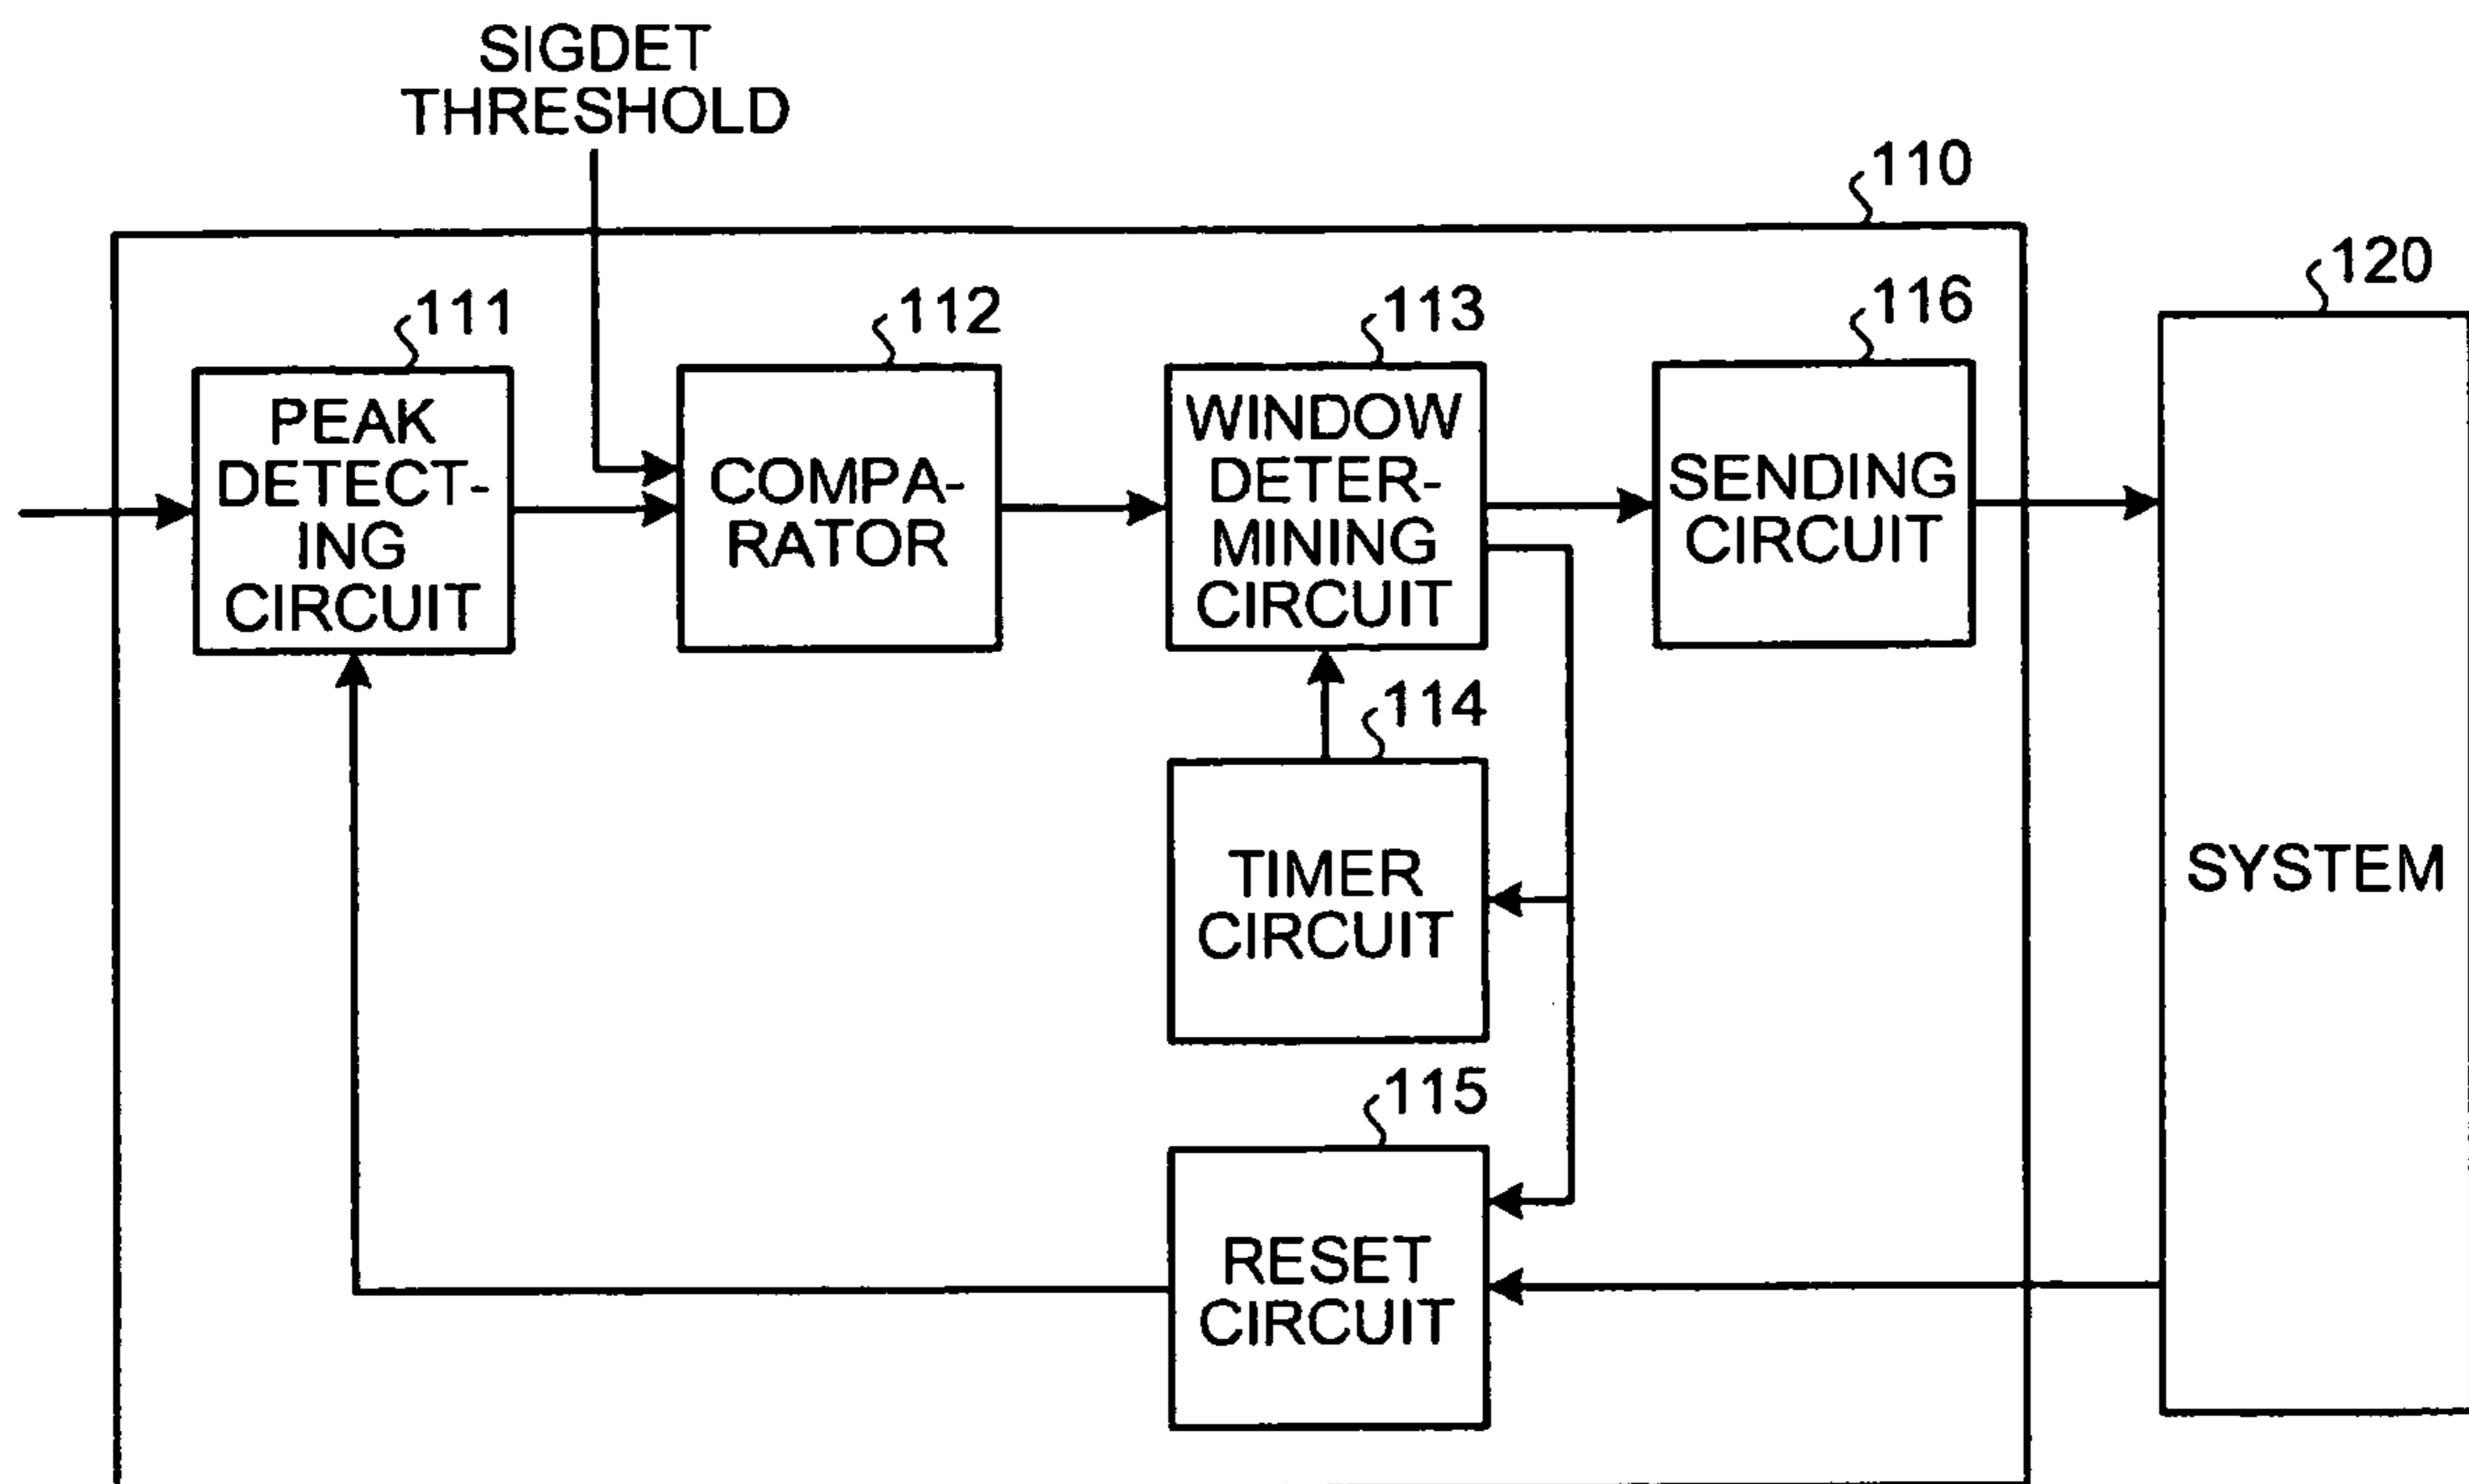 SIGDET
THRESHOLD
110
120
111
112
113
116
PEAK
DETECT-
ING
CIRCUIT
COMPA-
RATOR
WINDOW
DETER-
MINING
CIRCUIT
SENDING
CIRCUIT
114
TIMER
CIRCUIT
SYSTEM
115
RESET
CIRCUIT